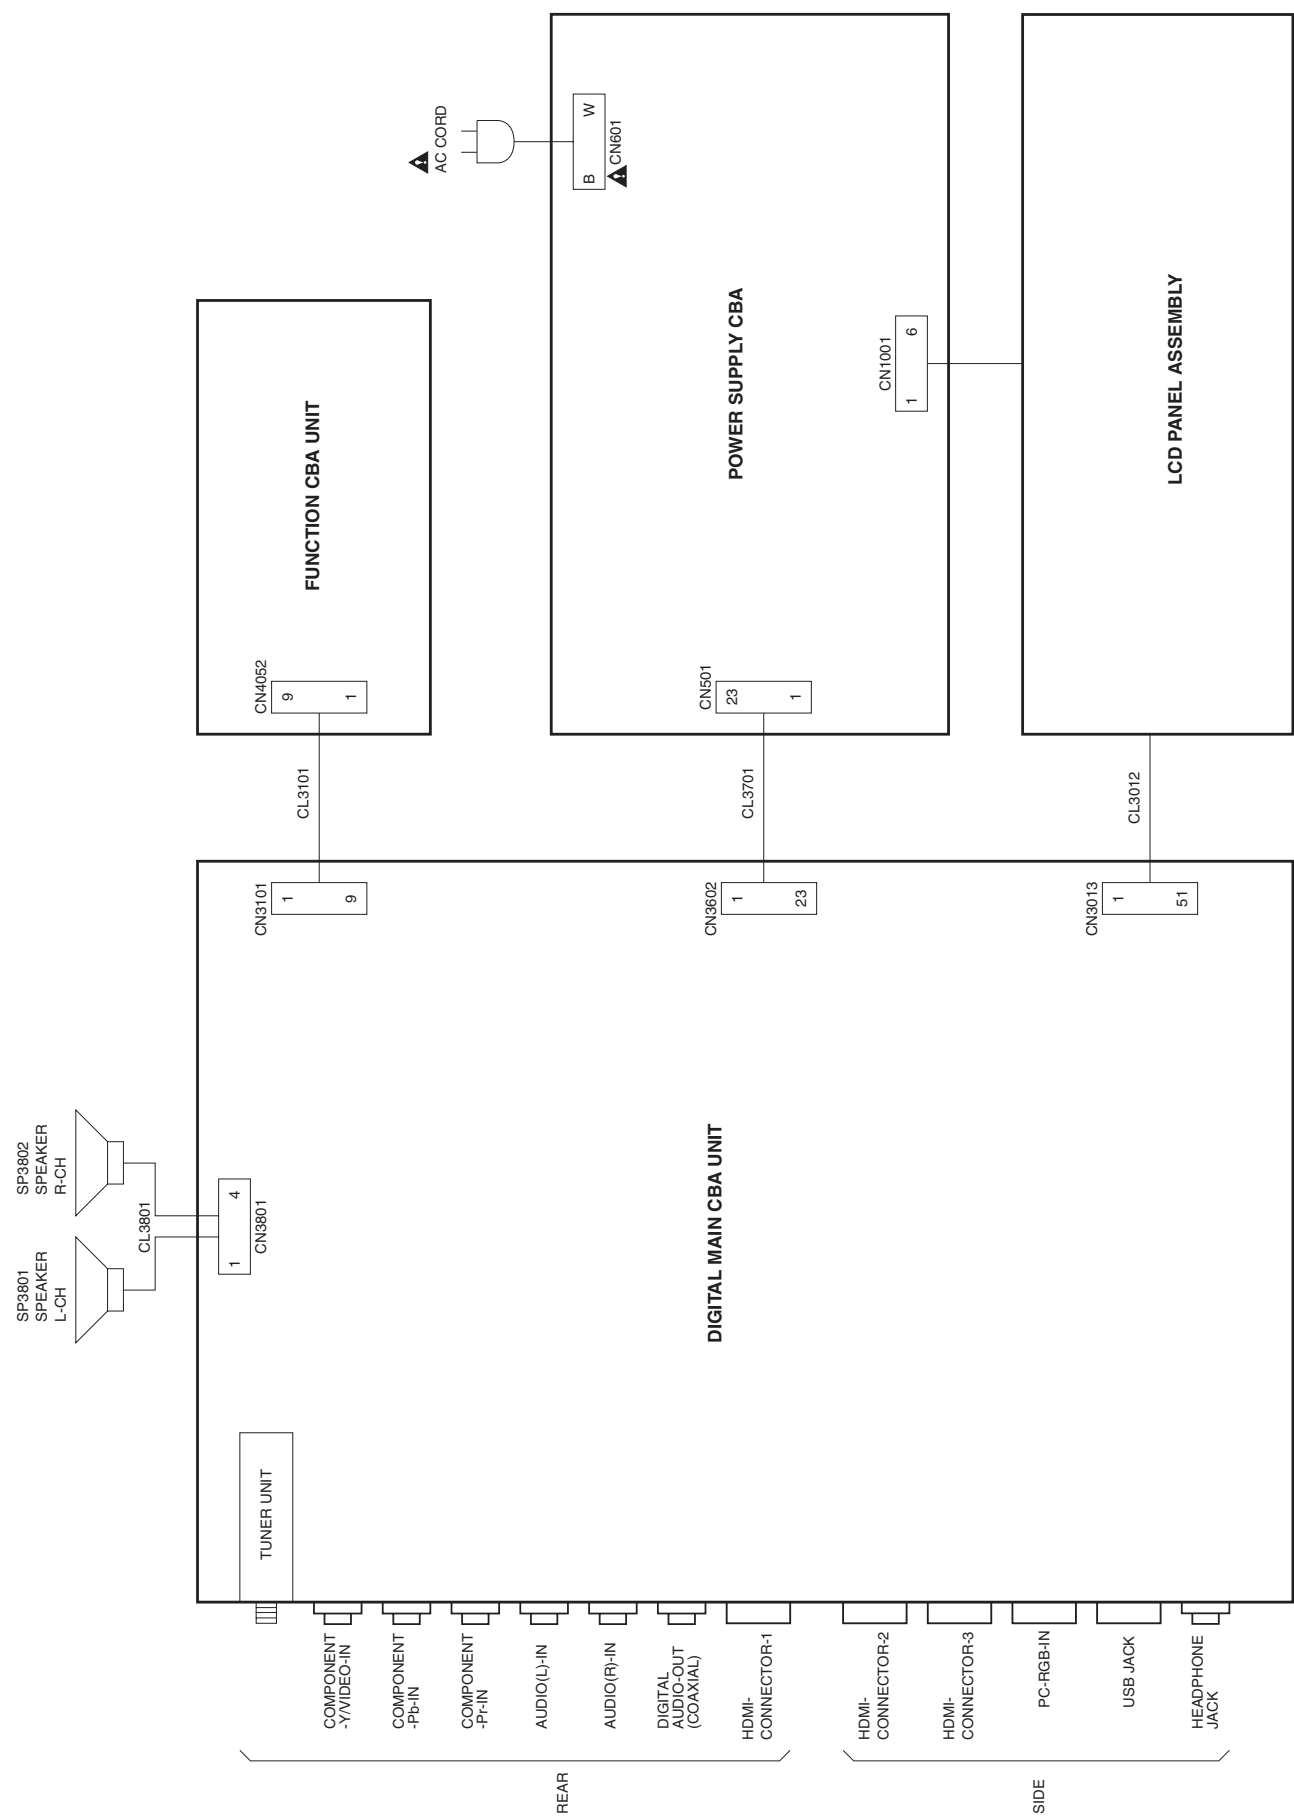 SP3801
SPEAKER
L-CH
SP3802
SPEAKER
R-CH
CL3801
1 4
CN3801
AC CORD
B W
CN601
FUNCTION CBA UNIT
CN4052
9
1
CL3101
CN3101
1
9
POWER SUPPLY CBA
CN501
23
1
CN1001
1 6
CL3701
CN3602
1
23
LCD PANEL ASSEMBLY
CL3012
CN3013
1
51
DIGITAL MAIN CBA UNIT
TUNER UNIT
COMPONENT
-Y/VIDEO-IN
COMPONENT
-Pb-IN
COMPONENT
-Pr-IN
AUDIO(L)-IN
AUDIO(R)-IN
DIGITAL
AUDIO-OUT
(COAXIAL)
HDMI-
CONNECTOR-1
HDMI-
CONNECTOR-2
HDMI-
CONNECTOR-3
PC-RGB-IN
USB JACK
HEADPHONE
JACK
REAR
SIDE